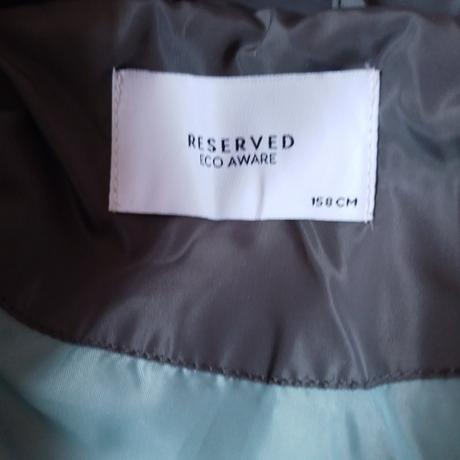 RESERVED
ECO AWARE
158 CM